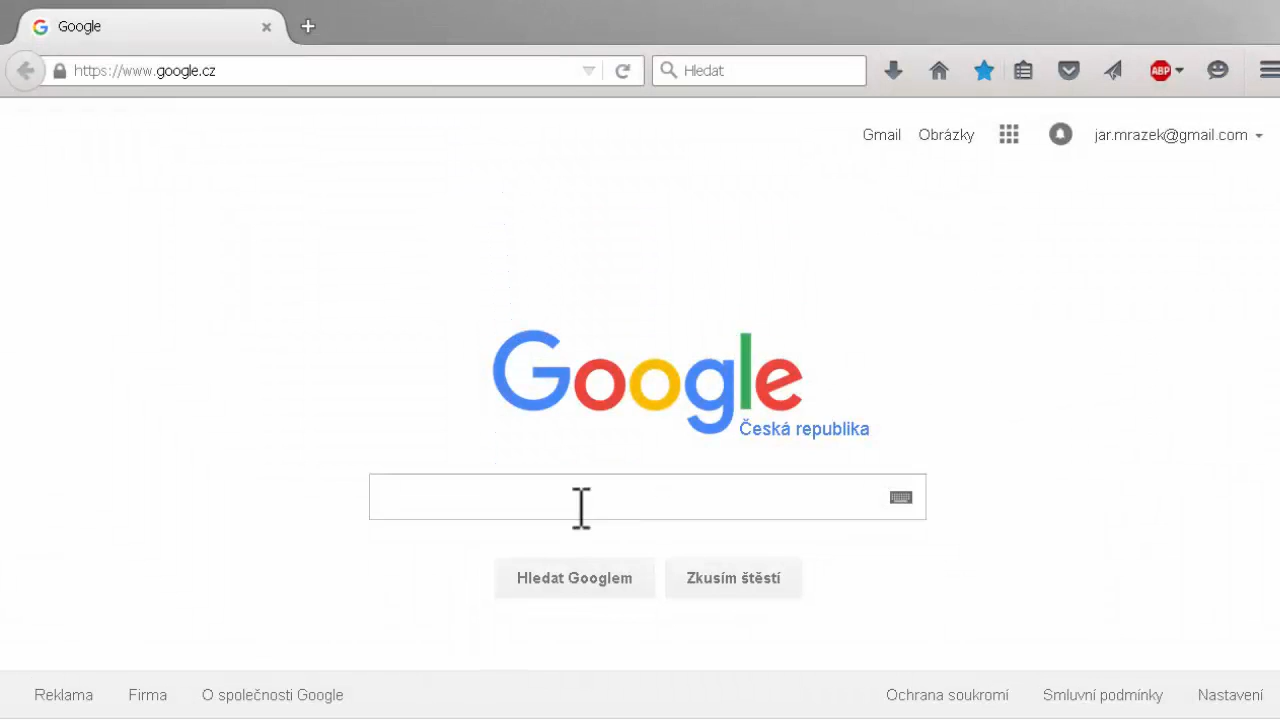 Google
https://www.google.cz
Hledat
ABP
Gmail
Obrázky
jar.mrazek@gmail.com
Google
Česká republika
Hledat Googlem
Zkusím štěstí
Reklama
Firma
O společnosti Google
Ochrana soukromí
Smluvní podmínky
Nastavení